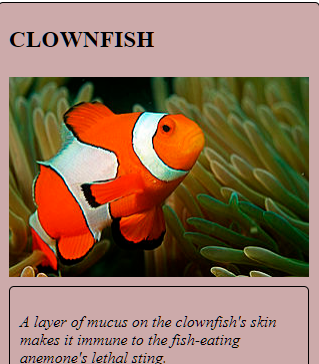 CLOWNFISH
A layer of mucus on the clownfish's skin
makes it immune to the fish-eating
anemone's lethal sting.